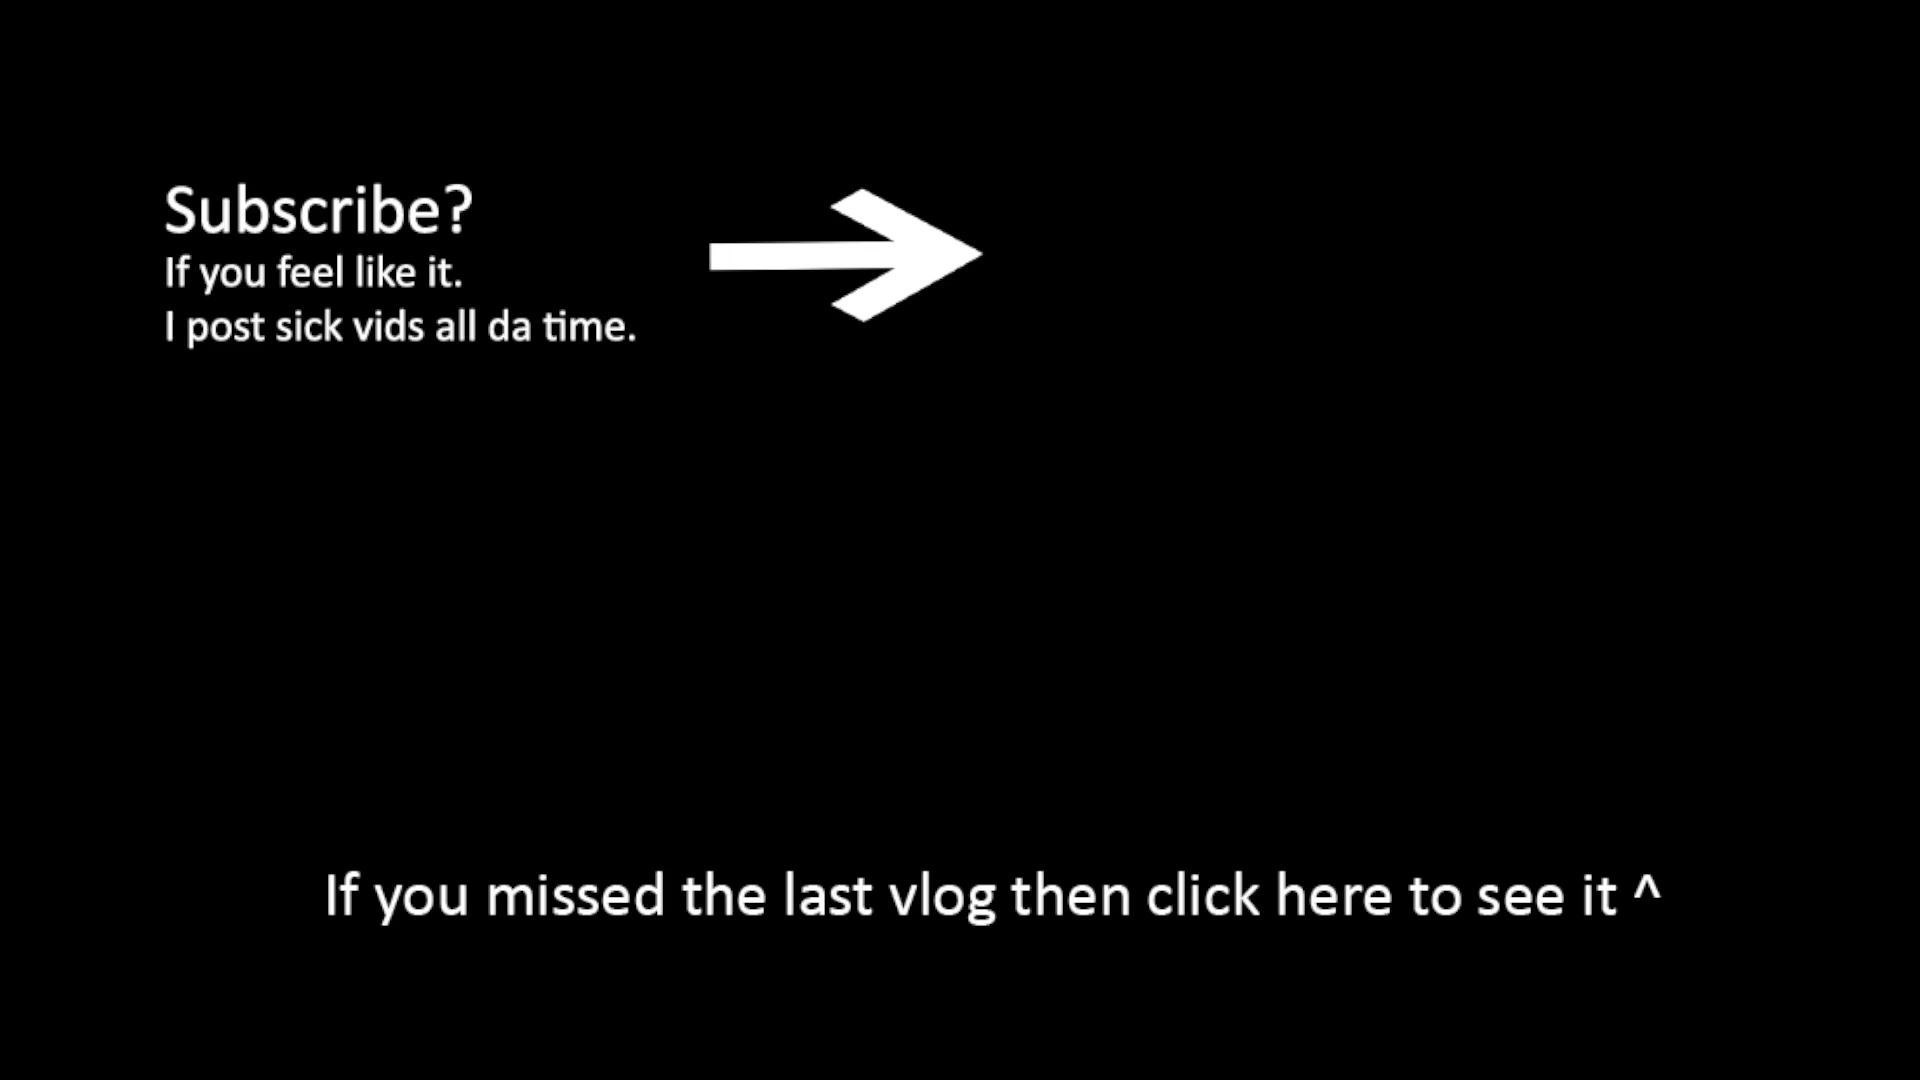 Subscribe?
If you feel like it.
I post sick vids all da time.
If you missed the last vlog then click here to see it ^